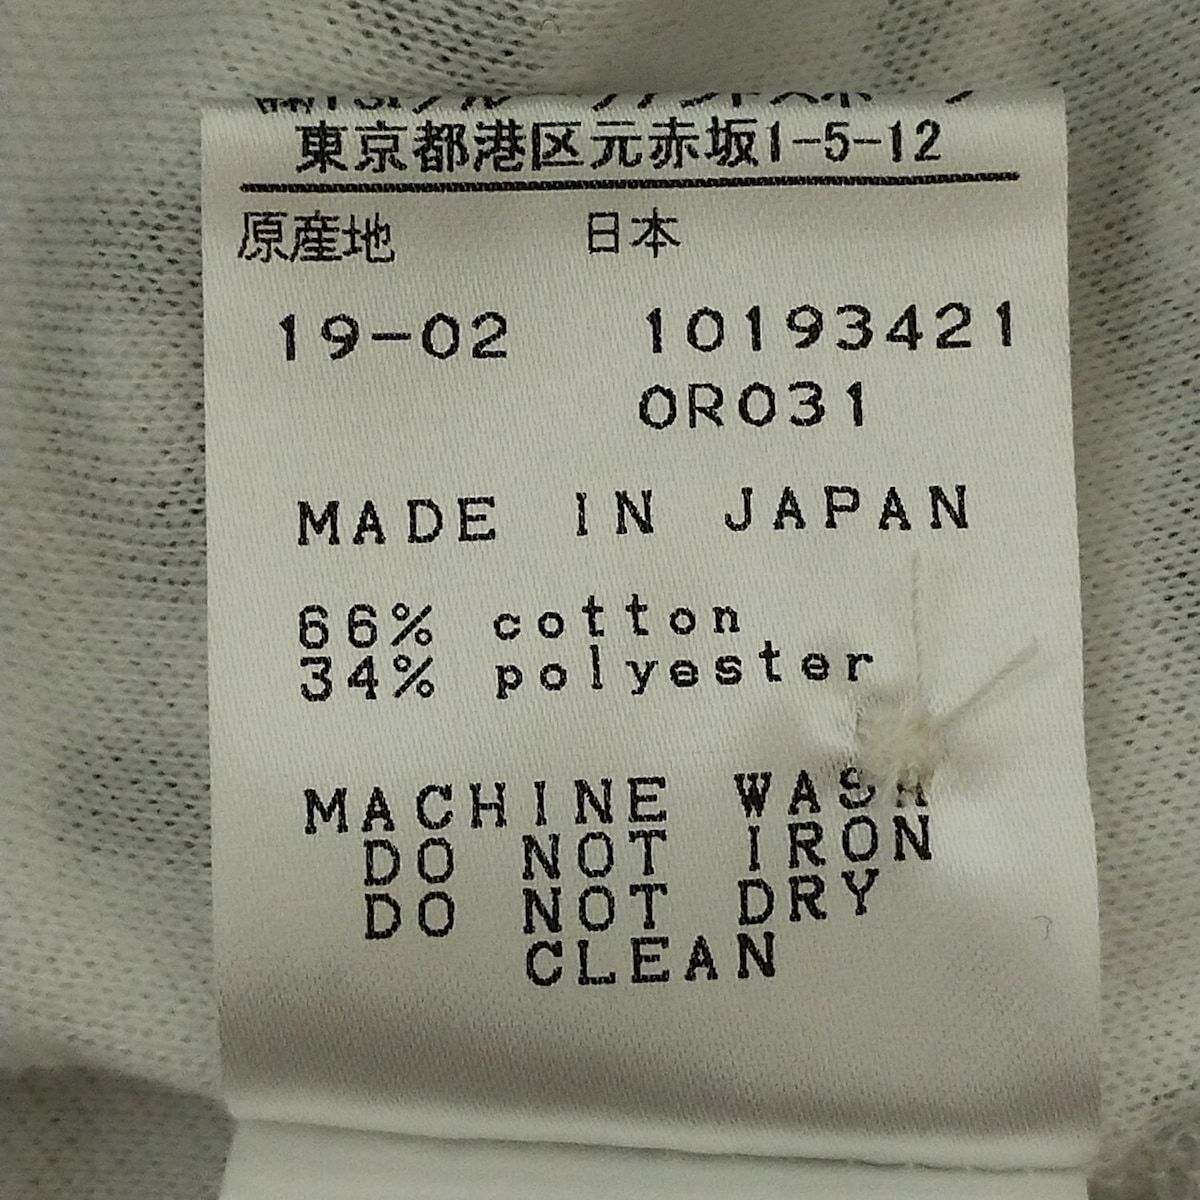 東京都港区元赤坂1-5-12
原産地 日本
19-02 10193421
0R031
MADE IN JAPAN
66% cotton
34% polyester
MACHINE WASH
DO NOT IRON
DO NOT DRY
CLEAN